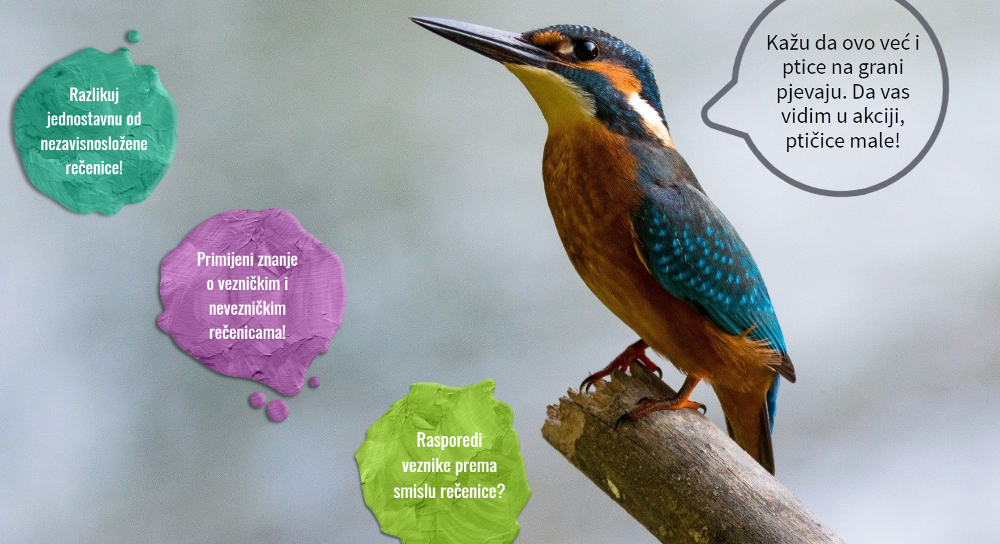 Razlikuj
jednostavnu od
nezavisnosložene
rečenice!
Primijeni znanje
o vezničkim i
nevezničkim
rečenicama!
Rasporedi
veznike prema
smislu rečenice?
Kažu da ovo već i
ptice na grani
pjevaju. Da vas
vidim u akciji,
ptičice male!